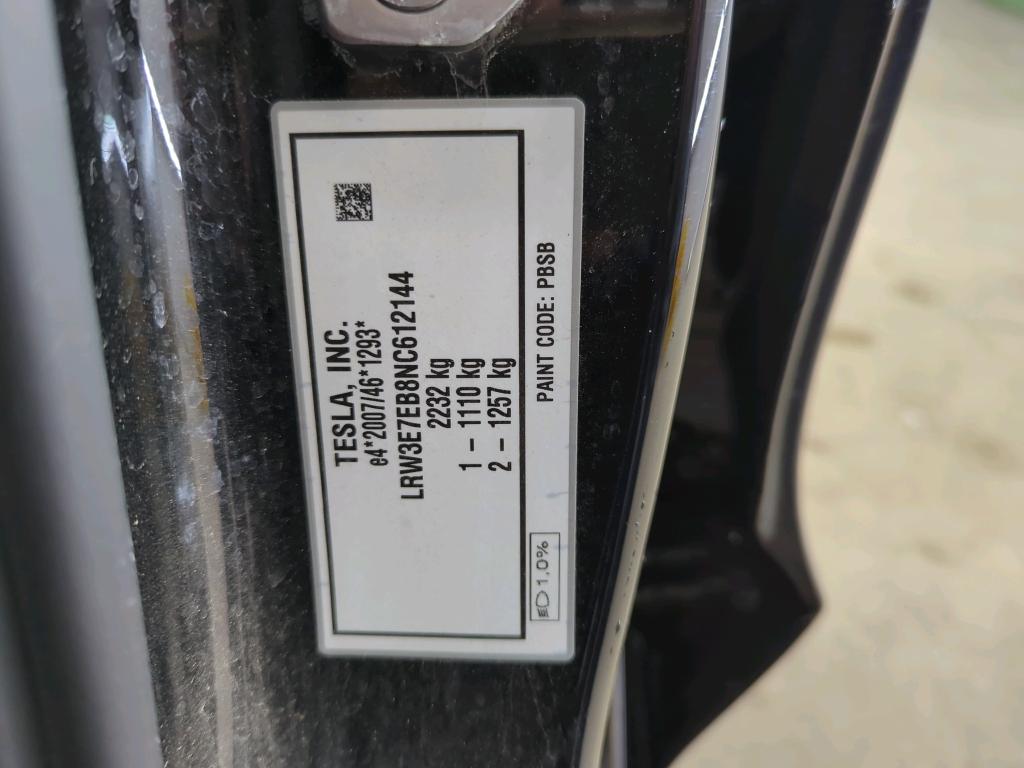 TESLA, INC.
e4*2007/46*1293*
LRW3E7EB8NC612144
2232 kg
1 - 1110 kg
2 - 1257 kg
1,0%
PAINT CODE: PBSB